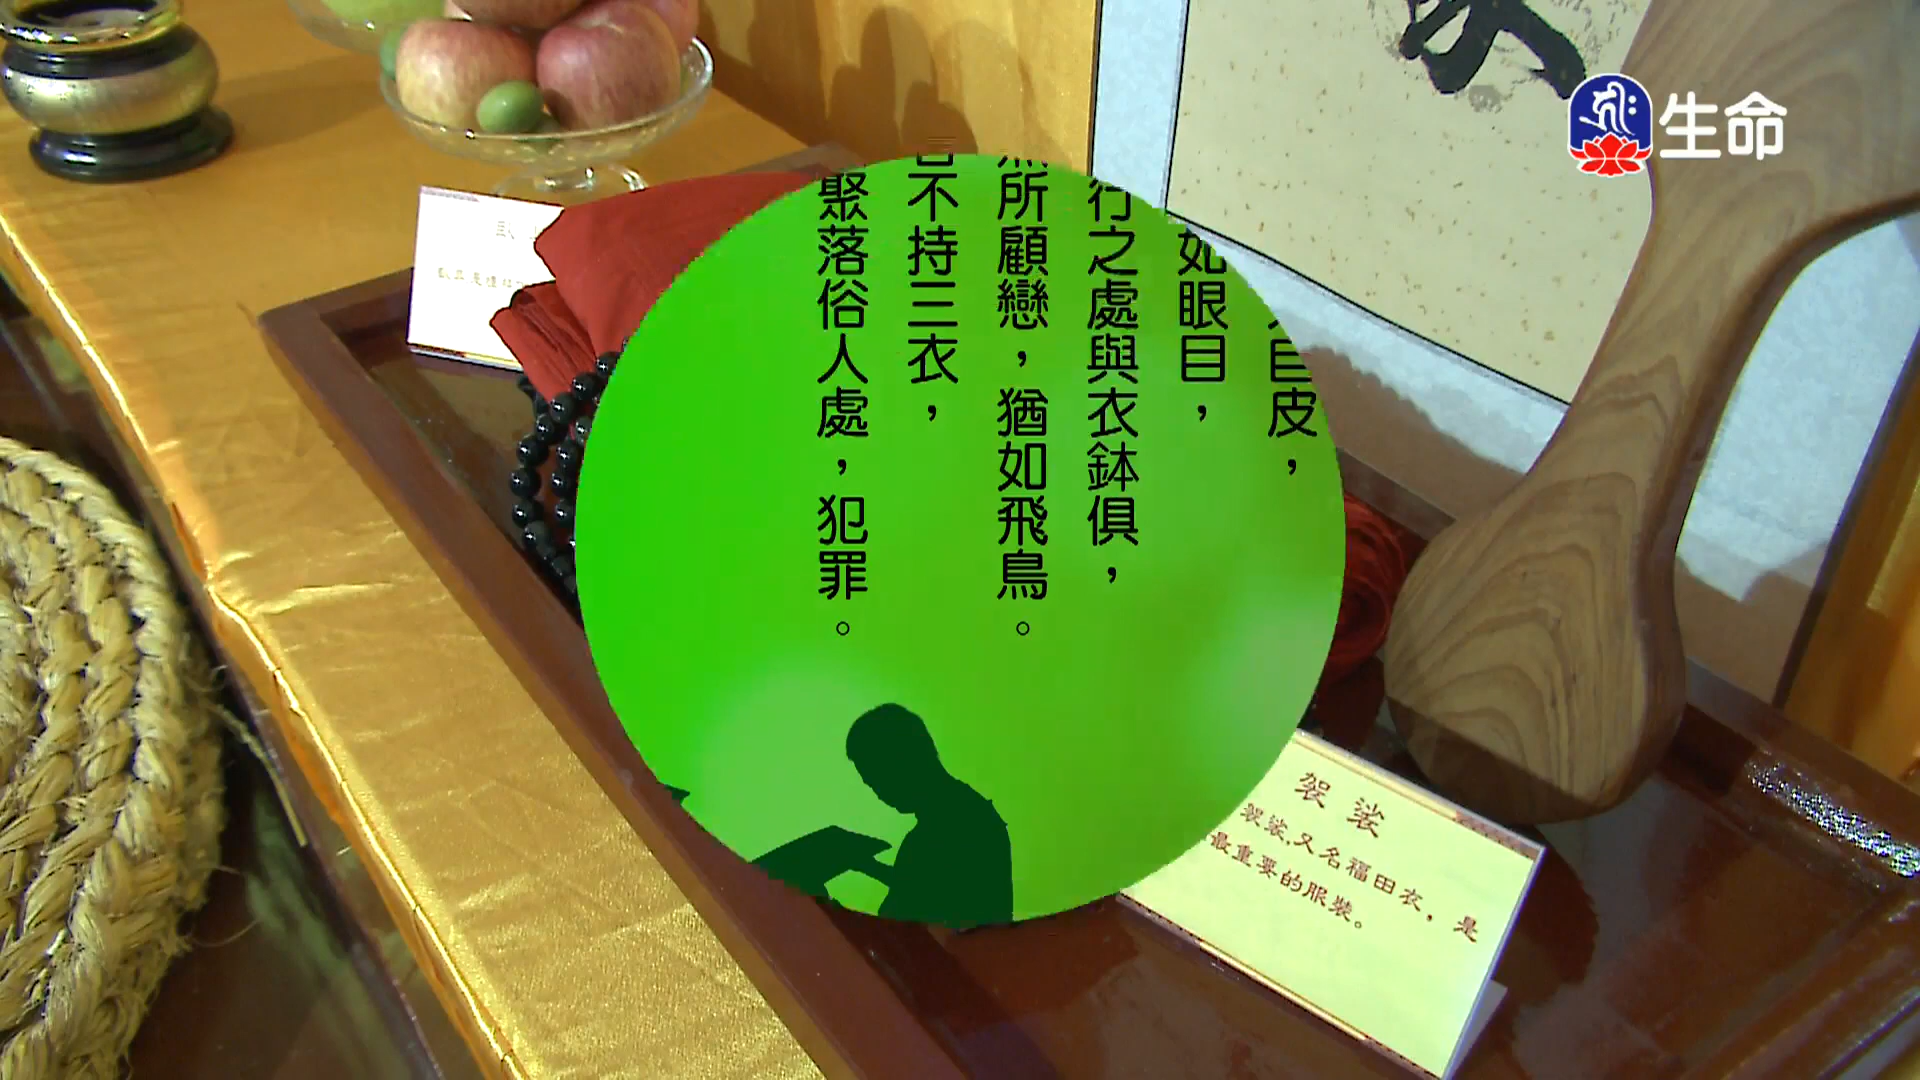 自皮，
如眼目，
行之處與衣鉢俱，
無所顧戀，猶如飛鳥。
不持三衣，
聚落俗人處，犯罪。
生命
袈裟
袈裟,又名福田衣，是
最重要的服裝。